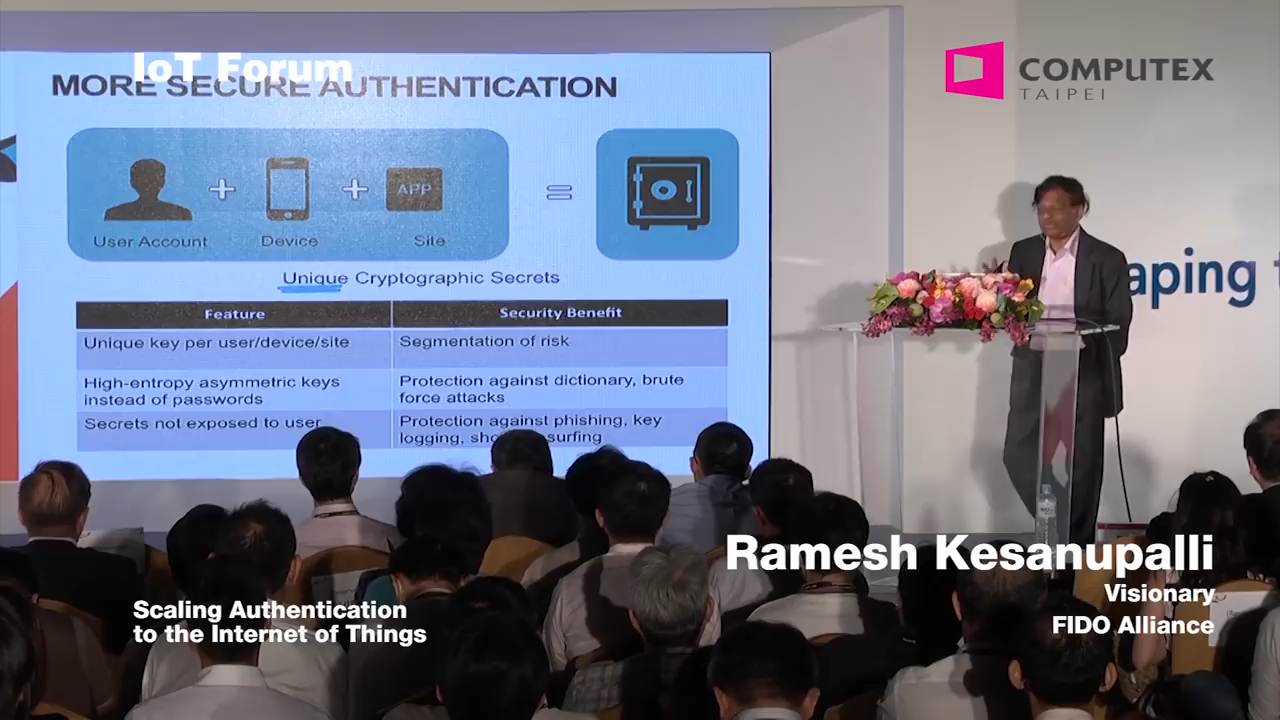 IoT Forum
MORE SECURE AUTHENTICATION
COMPUTEX
TAIPEI
APP
User Account
Device
Site
Unique Cryptographic Secrets
Feature
Security Benefit
Unique key per user/device/site
Segmentation of risk
High-entropy asymmetric keys
instead of passwords
Protection against dictionary, brute
force attacks
Secrets not exposed to user
Protection against phishing, key
logging, surfing
aping
Ramesh Kesanupalli
Visionary
FIDO Alliance
Scaling Authentication
to the Internet of Things